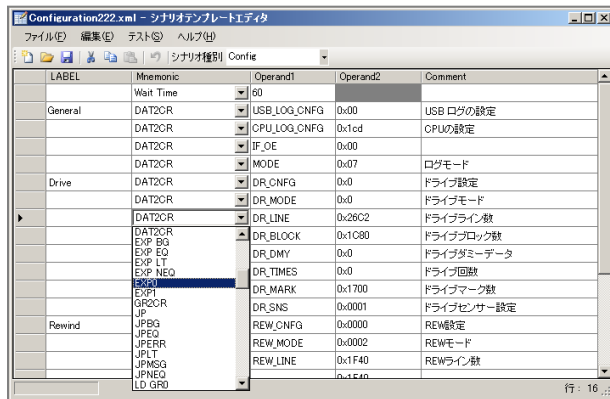 Configuration222.xml - シナリオテンプレートエディタ
ファイル(F) 編集(E) テスト(S) ヘルプ(H)
シナリオ種別 Config
LABEL Mnemonic Operand1 Operand2 Comment
Wait Time 60
General DAT2CR USB_LOG_CNFG 0x00 USB ログの設定
DAT2CR CPU_LOG_CNFG 0x1cd CPUの設定
DAT2CR IF_OE 0x00
DAT2CR MODE 0x07 ログモード
Drive DAT2CR DR_CNFG 0x0 ドライブ設定
DAT2CR DR_MODE 0x0 ドライブモード
DAT2CR DR_LINE 0x26C2 ドライブライン数
DR_BLOCK 0x1C80 ドライブブロック数
DR_DMY 0x0 ドライブダミーデータ
DR_TIMES 0x0 ドライブ回数
DR_MARK 0x1700 ドライブマーク数
DR_SNS 0x0001 ドライブセンサー設定
Rewind REW_CNFG 0x0000 REW設定
REW_MODE 0x0002 REWモード
REW_LINE 0x1F40 REWライン数
0x1F40
DAT2CR
EXP BG
EXP EQ
EXP LT
EXP NEQ
EXP0
EXP1
GR2CR
JP
JPBG
JPEQ
JPERR
JPLT
JPMSG
JPNEQ
LD GR0
行: 16